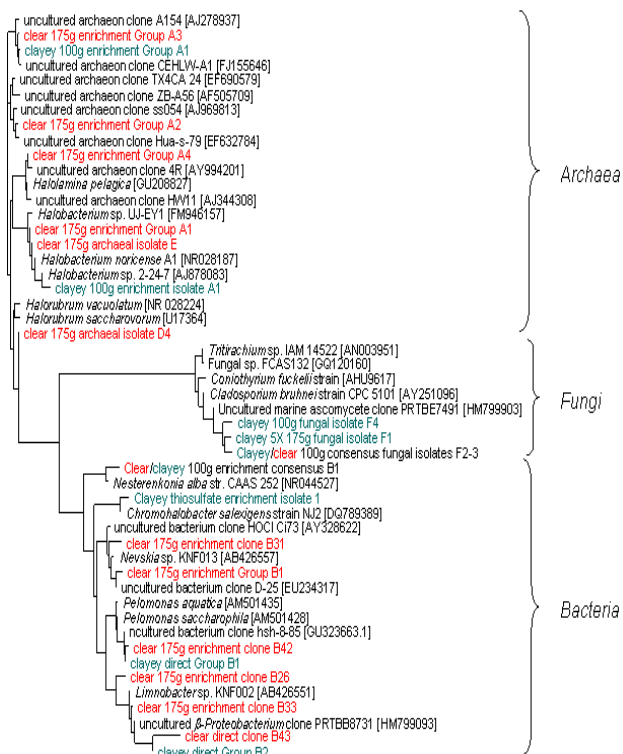 uncultured archaeon clone A154 [AJ278937]
clear 175g enrichment Group A3
clayey 100g enrichment Group A1
uncultured archaeon clone CEHLW-A1 [FJ155646]
uncultured archaeon clone TX4CA 24 [EF690579]
uncultured archaeon clone ZB-A56 [AF505709]
uncultured archaeon clone ss054 [AJ969813]
clear 175g enrichment Group A2
uncultured archaeon clone Hua-s-79 [EF632784]
clear 175g enrichment Group A4
uncultured archaeon clone 4R [AY994201]
Halolamina pelagica [GU208827]
uncultured archaeon clone HW11 [AJ344308]
Halobacterium sp. UJ-EY1 [FM946157]
clear 175g enrichment Group A1
clear 175g archaeal isolate E
Halobacterium noricense A1 [NR028187]
Halobacterium sp. 2-24-7 [AJ878083]
clayey 100g enrichment isolate A1
Halorubrum vacuolatum [NR 028224]
Halorubrum saccharovorum [U17364]
clear 175g archaeal isolate D4
Archaea
Tritirachium sp. IAM 14522 [AN003951]
Fungal sp. FCAS132 [GQ120160]
Coniothyrium fuckelii strain [AHU9617]
Cladosporium bruhnei strain CPC 5101 [AY251096]
Uncultured marine ascomycete clone PRTBE7491 [HM799903]
clayey 100g fungal isolate F4
clayey 5X 175g fungal isolate F1
Clayey/clear 100g consensus fungal isolates F2-3
Fungi
Clear/clayey 100g enrichment consensus B1
Nesterenkonia alba str. CAAS 252 [NR044527]
Clayey thiosulfate enrichment isolate 1
Chromohalobacter salexigens strain NJ2 [DQ789389]
uncultured bacterium clone HOCI Ci73 [AY328622]
clear 175g enrichment clone B31
Nevskia sp. KNF013 [AB426557]
clear 175g enrichment Group B1
uncultured bacterium clone D-25 [EU234317]
Pelomonas aquatica [AM501435]
Pelomonas saccharophila [AM501428]
ncultured bacterium clone hsh-8-85 [GU323663.1]
clear 175g enrichment clone B42
clayey direct Group B1
clear 175g enrichment clone B26
Limnobacter sp. KNF002 [AB426551]
clear 175g enrichment clone B33
uncultured β-Proteobacterium clone PRTBB8731 [HM799093]
clear direct clone B43
clayey direct Group B2
Bacteria